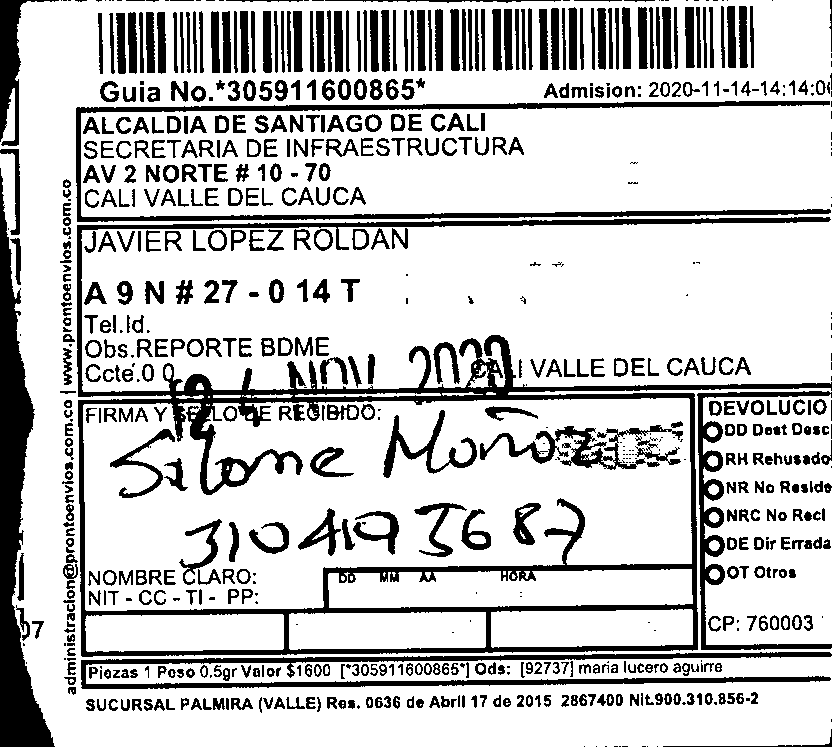 Guia No.*305911600865*
Admision: 2020-11-14-14:14:0
ALCALDIA DE SANTIAGO DE CALI
SECRETARIA DE INFRAESTRUCTURA
AV 2 NORTE # 10 - 70
CALI VALLE DEL CAUCA
JAVIER LOPEZ ROLDAN
A 9 N # 27 - 0 14 T
Tel.Id.
Obs.REPORTE BDME
Ccte.0 0
CALI VALLE DEL CAUCA
24 NOV 2020
FIRMA Y SELLO DE RECIBIDO:
Salome Muñoz
3104193687
NOMBRE CLARO:
NIT - CC - TI - PP:
DD MM AA HORA
DEVOLUCIO
DD Dest Desc
RH Rehusado
NR No Reside
NRC No Recl
DE Dir Errada
OT Otros
CP: 760003
Piezas 1 Peso 0.5gr Valor $1600 [*305911600865*] Ods: [92737] maria lucero aguirre
SUCURSAL PALMIRA (VALLE) Res. 0636 de Abril 17 de 2015 2867400 Nit.900.310.856-2
administracion@prontoenvios.com.co | www.prontoenvios.com.co
07